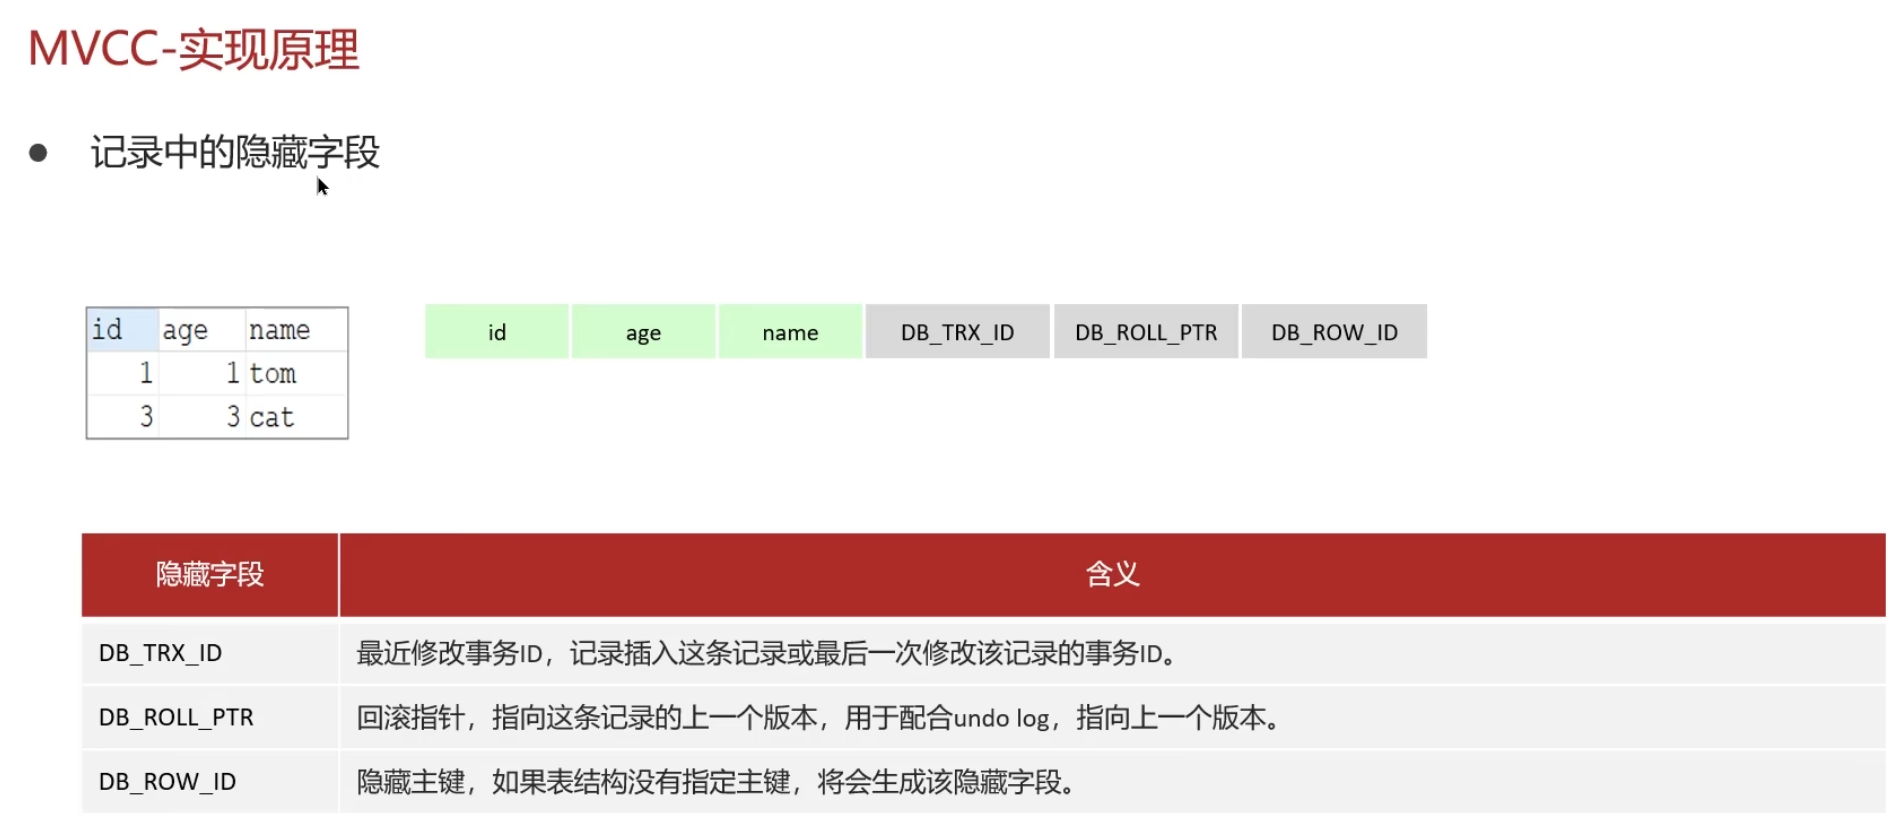 MVCC-实现原理
● 记录中的隐藏字段
id age name
1 1 tom
3 3 cat
id age name DB_TRX_ID DB_ROLL_PTR DB_ROW_ID
隐藏字段 含义
DB_TRX_ID 最近修改事务ID，记录插入这条记录或最后一次修改该记录的事务ID。
DB_ROLL_PTR 回滚指针，指向这条记录的上一个版本，用于配合undo log，指向上一个版本。
DB_ROW_ID 隐藏主键，如果表结构没有指定主键，将会生成该隐藏字段。